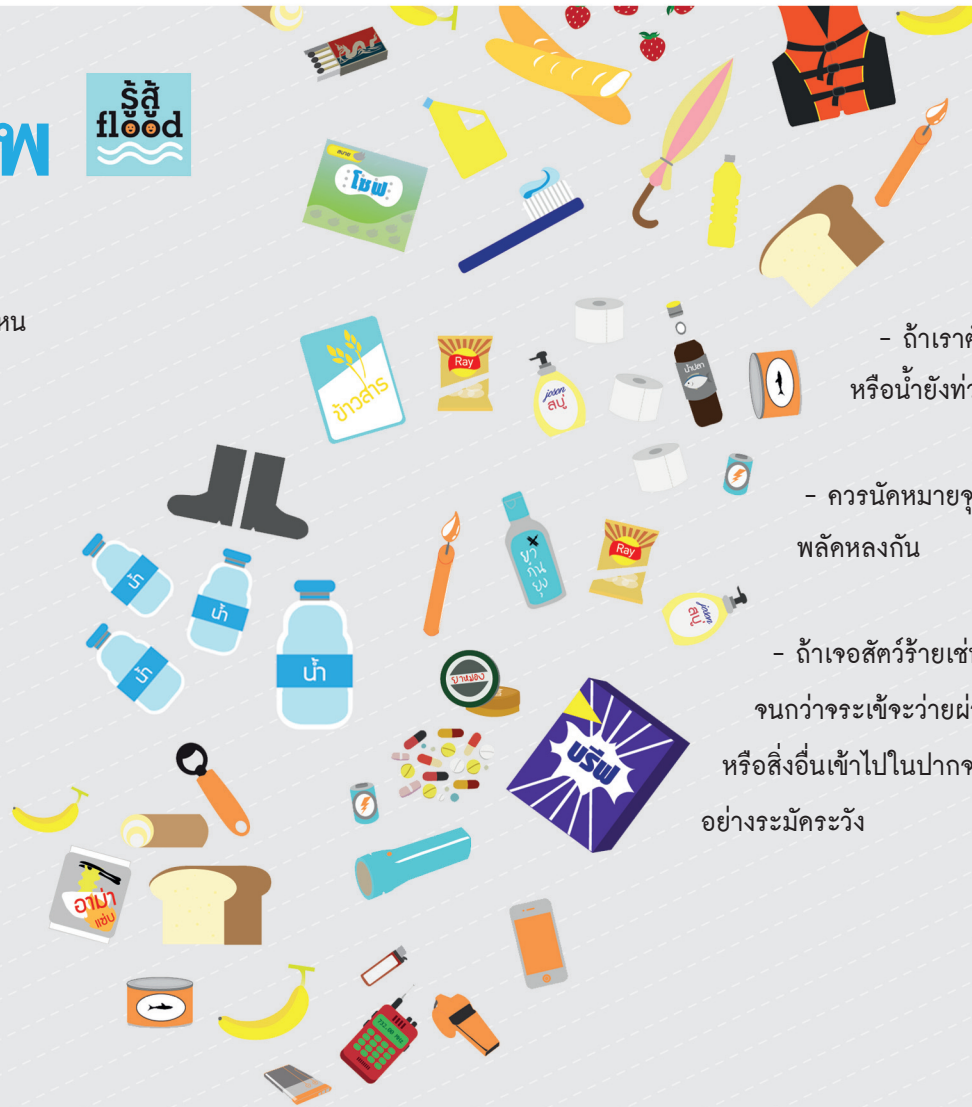 รู้สู้
flood
พ
โซฟ
หน
ข้าวสาร
Ray
joson
สบู่
น้ำปลา
- ถ้าเรา
หรือน้ำยังท่
- ควรนัดหมายจุ
พลัดหลงกัน
ยา
กัน
ยุง
Ray
joson
สบู่
น้ำ
น้ำ
น้ำ
น้ำ
- ถ้าเจอสัตว์ร้ายเช่
ยาหม่อง
จนกว่าจระเข้จะว่ายผ่
บรีฟ
หรือสิ่งอื่นเข้าไปในปากจ
อย่างระมัดระวัง
อาม่า
แซ่บ